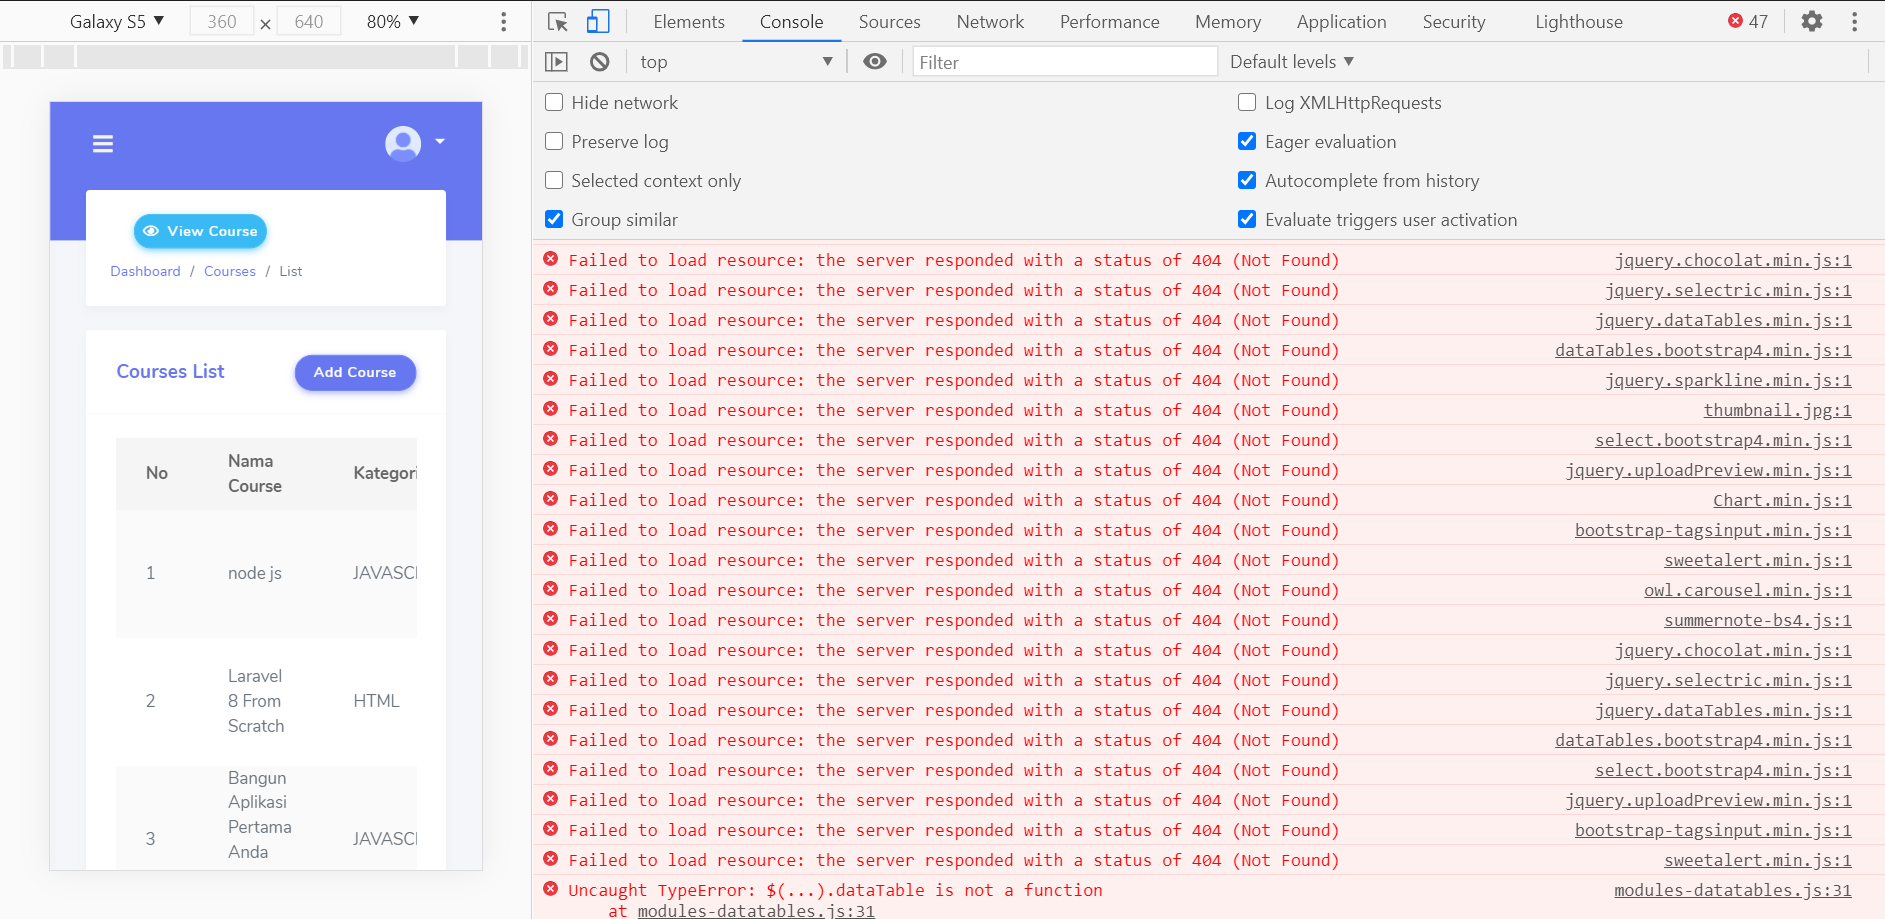 Galaxy S5 ▼ 360 × 640 80% ▼
Elements Console Sources Network Performance Memory Application Security Lighthouse 47
top ▼ Filter Default levels ▼
Hide network
Log XMLHttpRequests
Preserve log
Eager evaluation
Selected context only
Autocomplete from history
Group similar
Evaluate triggers user activation
View Course
Dashboard / Courses / List
Courses List
Add Course
No Nama Course Kategori
1 node js JAVASC
2 Laravel 8 From Scratch HTML
3 Bangun Aplikasi Pertama Anda JAVASC
Failed to load resource: the server responded with a status of 404 (Not Found) jquery.chocolat.min.js:1
Failed to load resource: the server responded with a status of 404 (Not Found) jquery.selectric.min.js:1
Failed to load resource: the server responded with a status of 404 (Not Found) jquery.dataTables.min.js:1
Failed to load resource: the server responded with a status of 404 (Not Found) dataTables.bootstrap4.min.js:1
Failed to load resource: the server responded with a status of 404 (Not Found) jquery.sparkline.min.js:1
Failed to load resource: the server responded with a status of 404 (Not Found) thumbnail.jpg:1
Failed to load resource: the server responded with a status of 404 (Not Found) select.bootstrap4.min.js:1
Failed to load resource: the server responded with a status of 404 (Not Found) jquery.uploadPreview.min.js:1
Failed to load resource: the server responded with a status of 404 (Not Found) Chart.min.js:1
Failed to load resource: the server responded with a status of 404 (Not Found) bootstrap-tagsinput.min.js:1
Failed to load resource: the server responded with a status of 404 (Not Found) sweetalert.min.js:1
Failed to load resource: the server responded with a status of 404 (Not Found) owl.carousel.min.js:1
Failed to load resource: the server responded with a status of 404 (Not Found) summernote-bs4.js:1
Failed to load resource: the server responded with a status of 404 (Not Found) jquery.chocolat.min.js:1
Failed to load resource: the server responded with a status of 404 (Not Found) jquery.selectric.min.js:1
Failed to load resource: the server responded with a status of 404 (Not Found) jquery.dataTables.min.js:1
Failed to load resource: the server responded with a status of 404 (Not Found) dataTables.bootstrap4.min.js:1
Failed to load resource: the server responded with a status of 404 (Not Found) select.bootstrap4.min.js:1
Failed to load resource: the server responded with a status of 404 (Not Found) jquery.uploadPreview.min.js:1
Failed to load resource: the server responded with a status of 404 (Not Found) bootstrap-tagsinput.min.js:1
Failed to load resource: the server responded with a status of 404 (Not Found) sweetalert.min.js:1
Uncaught TypeError: $(...).dataTable is not a function modules-datatables.js:31
at modules-datatables.js:31